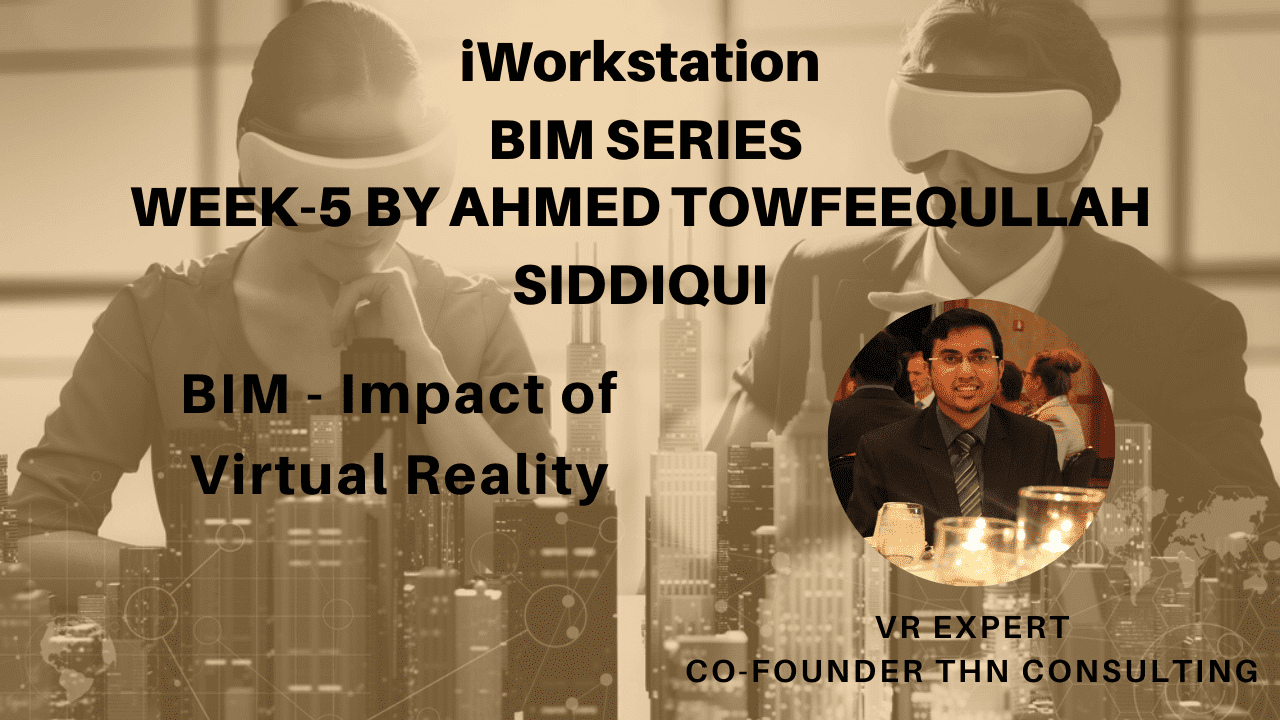 iWorkstation
BIM SERIES
WEEK-5 BY AHMED TOWFEEQULLAH
SIDDIQUI
BIM - Impact of
Virtual Reality
VR EXPERT
CO-FOUNDER THN CONSULTING